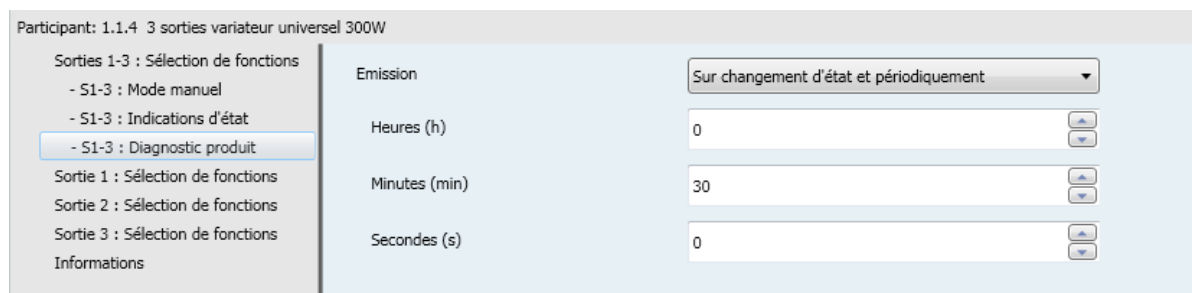 Participant: 1.1.4 3 sorties variateur universel 300W
Sorties 1-3 : Sélection de fonctions
- S1-3 : Mode manuel
- S1-3 : Indications d'état
- S1-3 : Diagnostic produit
Sortie 1 : Sélection de fonctions
Sortie 2 : Sélection de fonctions
Sortie 3 : Sélection de fonctions
Informations
Emission
Sur changement d'état et périodiquement
Heures (h)
0
Minutes (min)
30
Secondes (s)
0